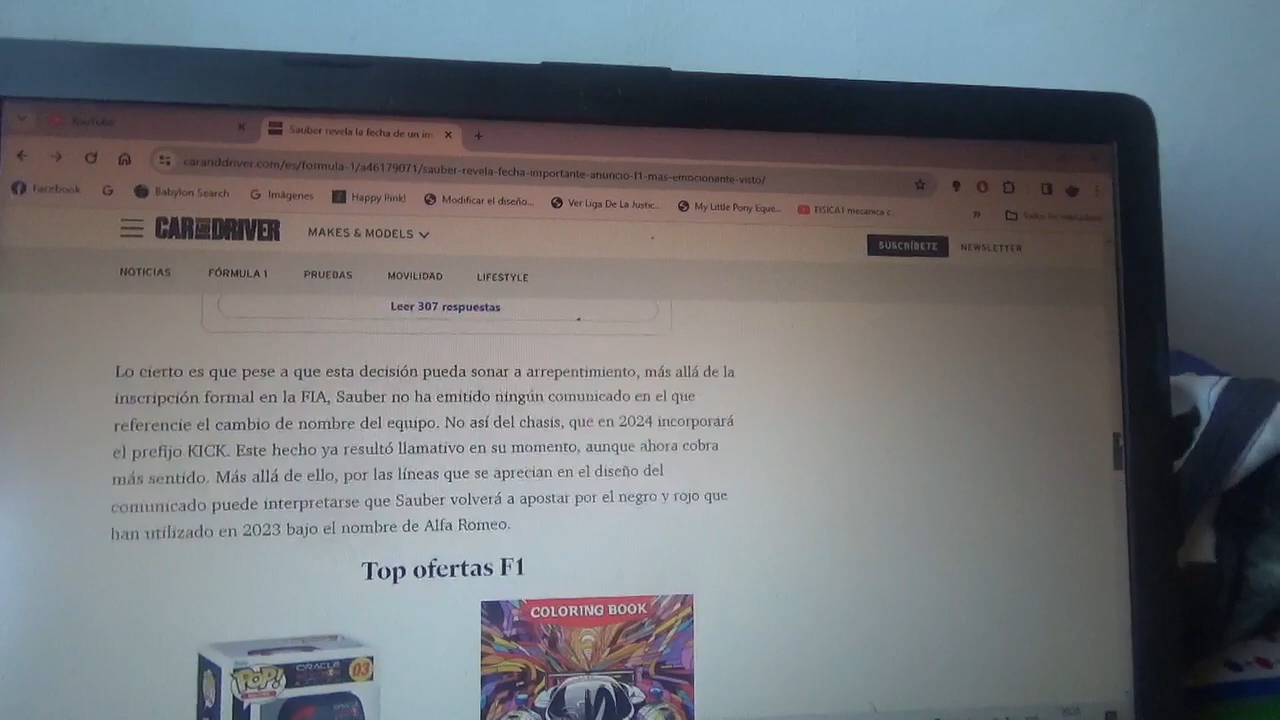 YouTube
Sauber revela la fecha de un im
caranddriver.com/es/formula-1/a46179071/sauber-revela-fecha-importante-anuncio-f1-mas-emocionante-visto/
Facebook G Babylon Search G Imágenes Happy Pink! Modificar el diseño... Ver Liga De La Justic... My Little Pony Eque... FISICA1 mecanica c... » Todos los marcadores
CAR AND DRIVER MAKES & MODELS SUSCRÍBETE NEWSLETTER
NOTICIAS FÓRMULA 1 PRUEBAS MOVILIDAD LIFESTYLE
Leer 307 respuestas
Lo cierto es que pese a que esta decisión pueda sonar a arrepentimiento, más allá de la
inscripción formal en la FIA, Sauber no ha emitido ningún comunicado en el que
referencie el cambio de nombre del equipo. No así del chasis, que en 2024 incorporará
el prefijo KICK. Este hecho ya resultó llamativo en su momento, aunque ahora cobra
más sentido. Más allá de ello, por las líneas que se aprecian en el diseño del
comunicado puede interpretarse que Sauber volverá a apostar por el negro y rojo que
han utilizado en 2023 bajo el nombre de Alfa Romeo.
Top ofertas F1
COLORING BOOK
POP! ORACLE 03